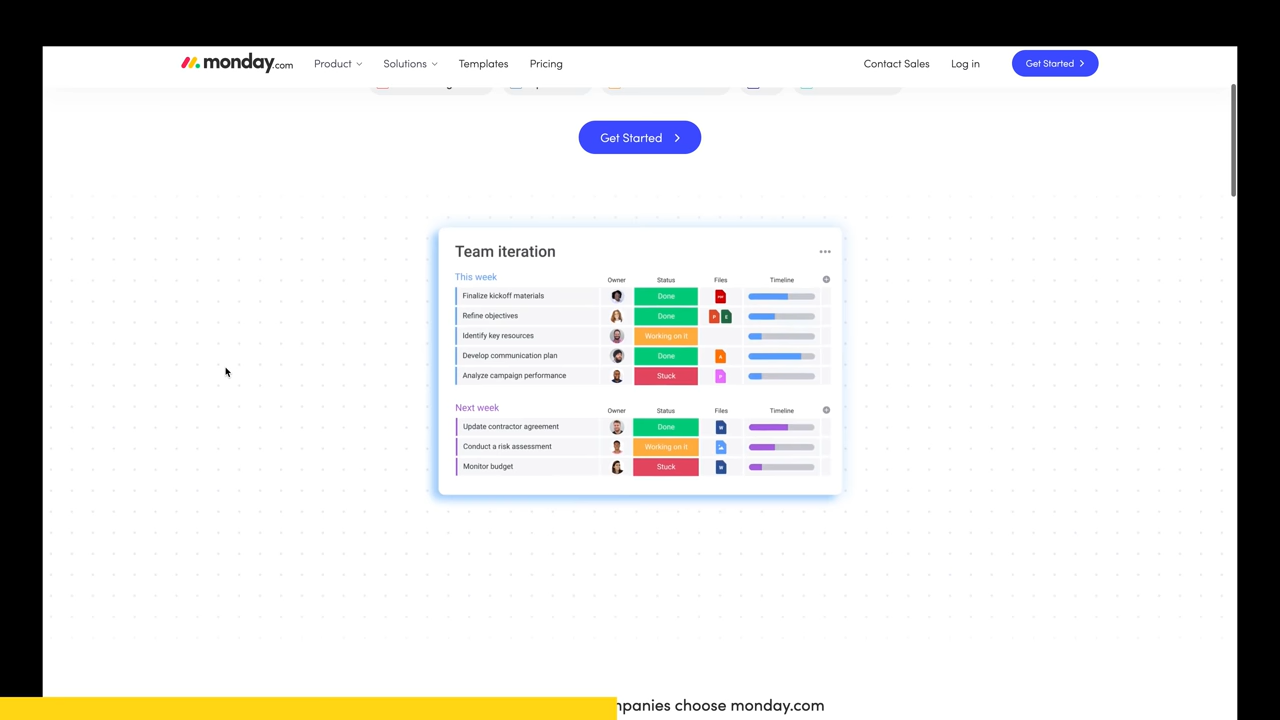 monday.com Product Solutions Templates Pricing Contact Sales Log in Get Started
Get Started
Team iteration
This week Owner Status Files Timeline
Finalize kickoff materials Done
Refine objectives Done
Identify key resources Working on it
Develop communication plan Done
Analyze campaign performance Stuck
Next week Owner Status Files Timeline
Update contractor agreement Done
Conduct a risk assessment Working on it
Monitor budget Stuck
choose monday.com